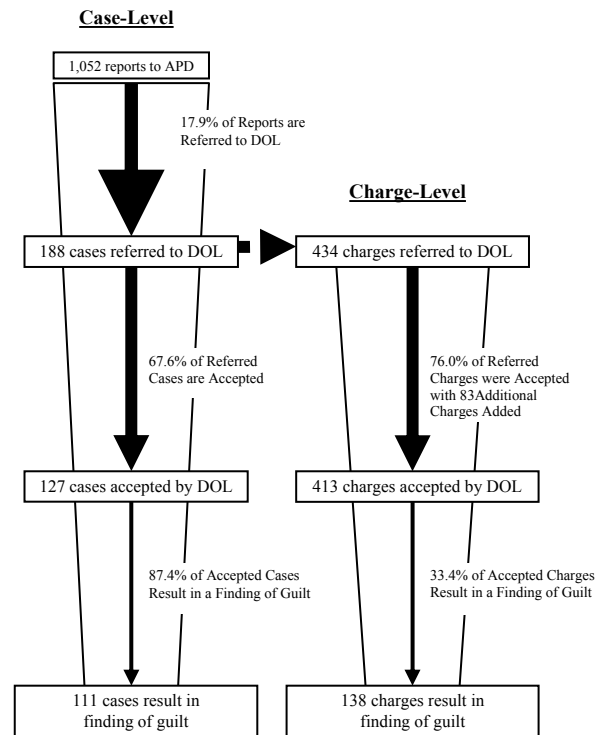 Case-Level
1,052 reports to APD
17.9% of Reports are
Referred to DOL
188 cases referred to DOL
67.6% of Referred
Cases are Accepted
127 cases accepted by DOL
87.4% of Accepted Cases
Result in a Finding of Guilt
111 cases result in
finding of guilt
Charge-Level
434 charges referred to DOL
76.0% of Referred
Charges were Accepted
with 83Additional
Charges Added
413 charges accepted by DOL
33.4% of Accepted Charges
Result in a Finding of Guilt
138 charges result in
finding of guilt